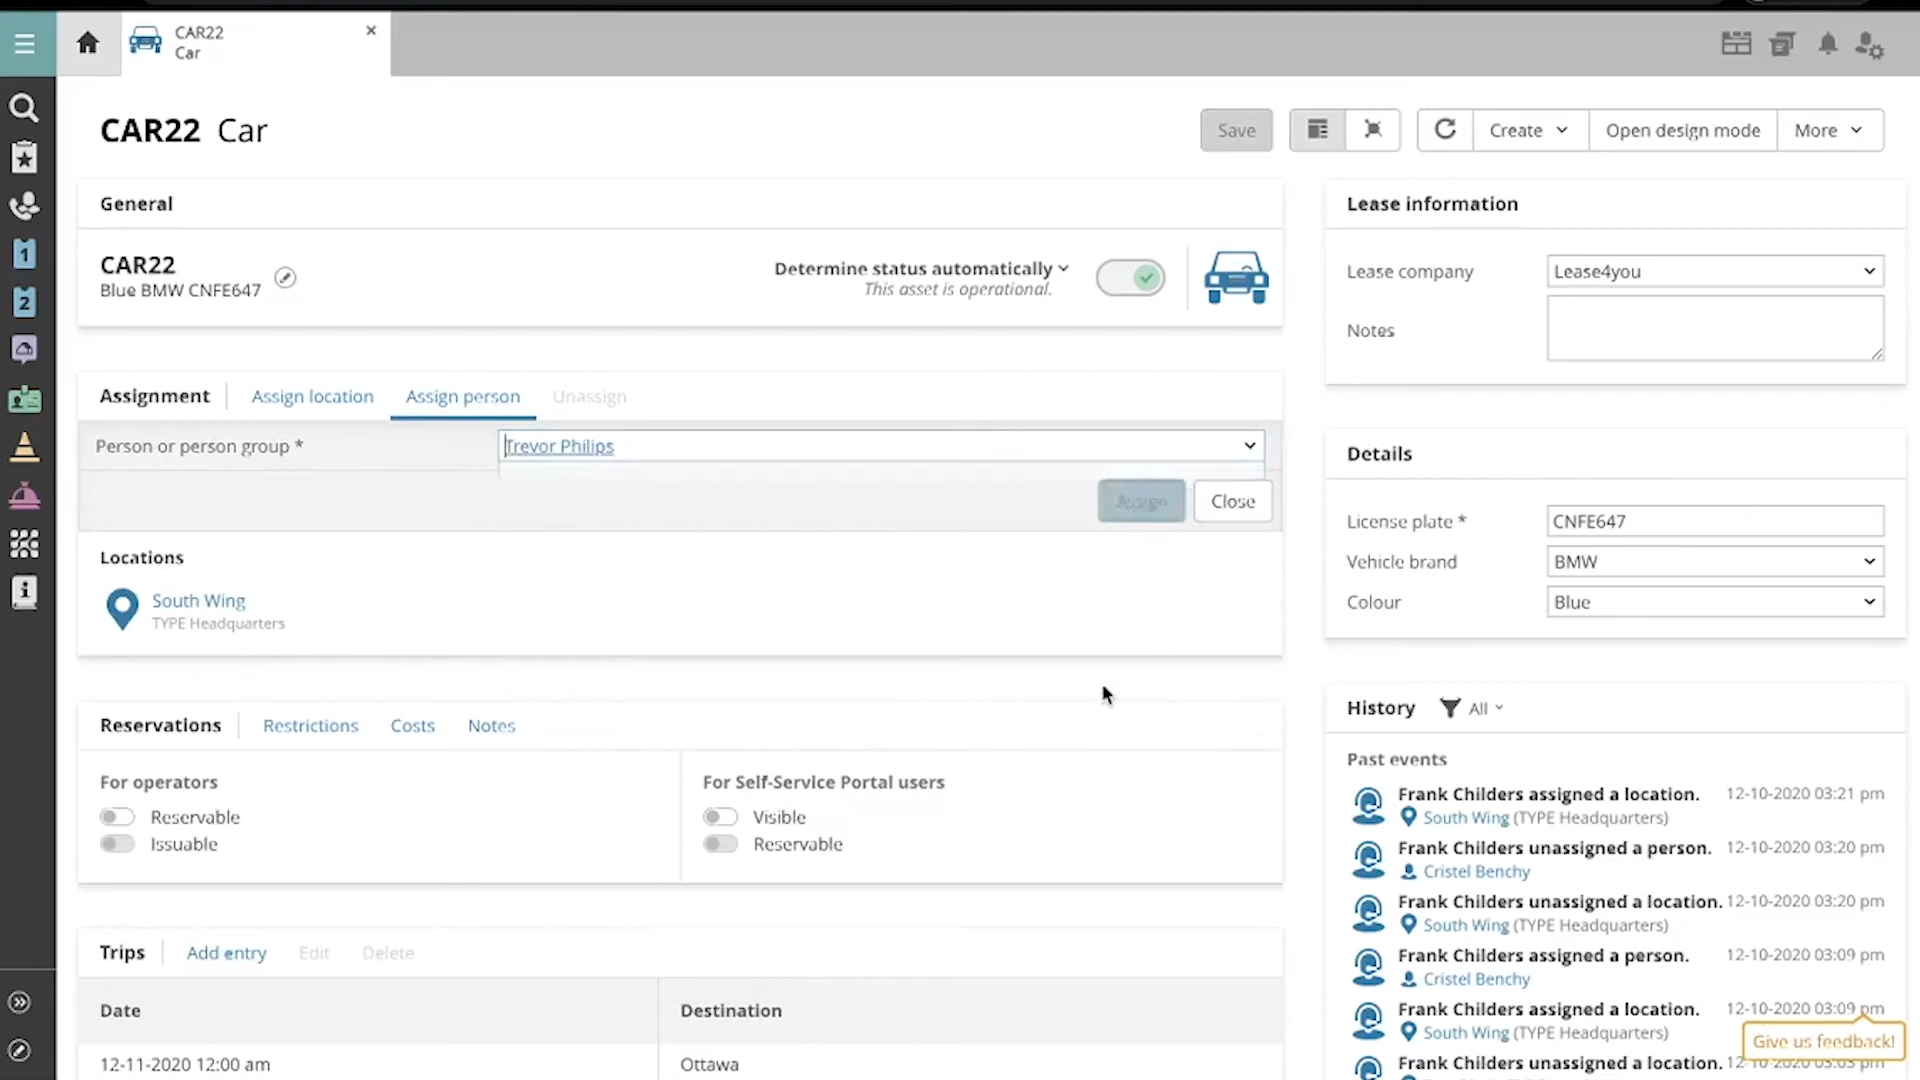 CAR22
Car
CAR22 Car
Save
Create
Open design mode
More
General
CAR22
Blue BMW CNFE647
Determine status automatically
This asset is operational.
Assignment
Assign location
Assign person
Unassign
Person or person group *
Trevor Philips
Assign
Close
Locations
South Wing
TYPE Headquarters
Reservations
Restrictions
Costs
Notes
For operators
Reservable
Issuable
For Self-Service Portal users
Visible
Reservable
Trips
Add entry
Edit
Delete
Date
Destination
12-11-2020 12:00 am
Ottawa
Lease information
Lease company
Lease4you
Notes
Details
License plate *
CNFE647
Vehicle brand
BMW
Colour
Blue
History
All
Past events
Frank Childers assigned a location. 12-10-2020 03:21 pm
South Wing (TYPE Headquarters)
Frank Childers unassigned a person. 12-10-2020 03:20 pm
Cristel Benchy
Frank Childers unassigned a location. 12-10-2020 03:20 pm
South Wing (TYPE Headquarters)
Frank Childers assigned a person. 12-10-2020 03:09 pm
Cristel Benchy
Frank Childers assigned a location. 12-10-2020 03:09 pm
South Wing (TYPE Headquarters)
Give us feedback!
Frank Childers unassigned a location.
1
2